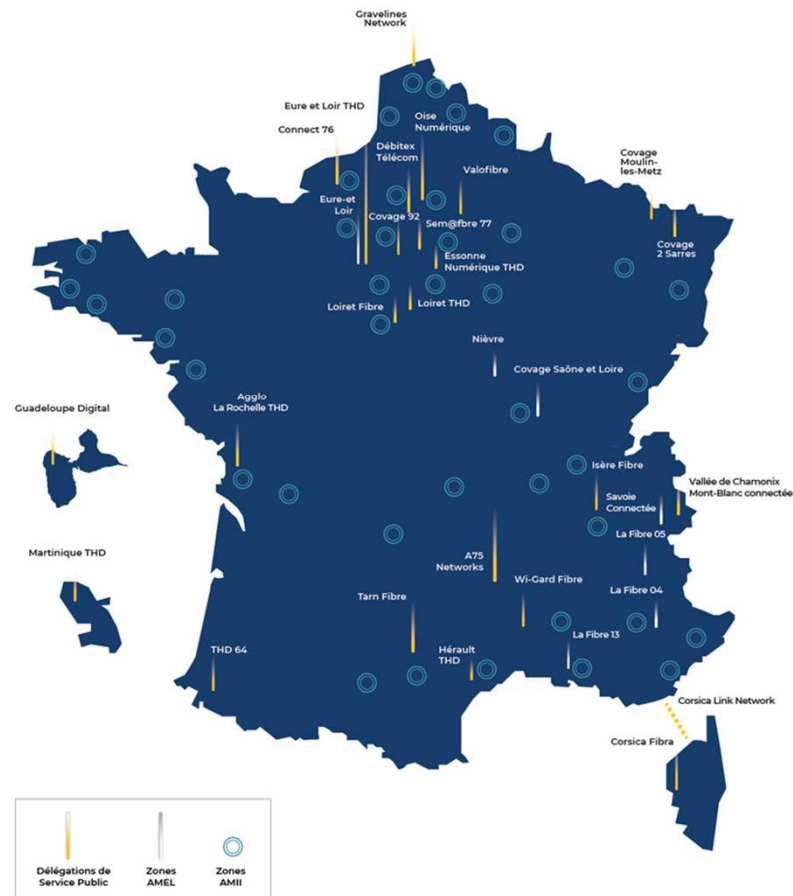 Gravelines
Network
Eure et Loir THD
Connect 76
Oise
Numérique
Débitex
Télécom
Valofibre
Covage
Moulin-
les-Metz
Eure-et
Loir
Covage 92
Sem@fbre 77
Covage
2 Sarres
Essonne
Numérique THD
Loiret Fibre
Loiret THD
Nièvre
Covage Saône et Loire
Agglo
La Rochelle THD
Guadeloupe Digital
Isère Fibre
Savoie
Connectée
Vallée de Chamonix
Mont-Blanc connectée
La Fibre 05
Martinique THD
A75
Networks
Wi-Gard Fibre
La Fibre 04
Tarn Fibre
La Fibre 13
THD 64
Hérault
THD
Corsica Link Network
Corsica Fibra
Délégations de
Service Public
Zones
AMEL
Zones
AMII